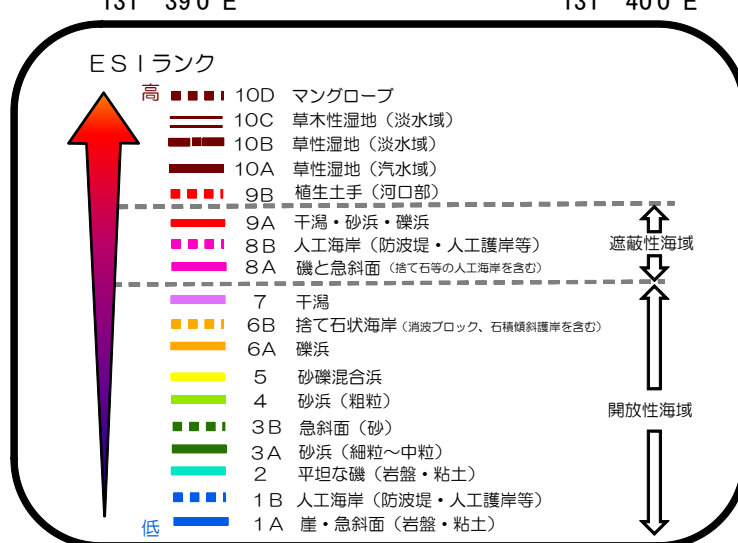 131° 39'0"E 131° 40'0"E
ESIランク
高
10D マングローブ
10C 草木性湿地（淡水域）
10B 草性湿地（淡水域）
10A 草性湿地（汽水域）
9B 植生土手（河口部）
9A 干潟・砂浜・礫浜
8B 人工海岸（防波堤・人工護岸等）
遮蔽性海域
8A 磯と急斜面（捨て石等の人工海岸を含む）
7 干潟
6B 捨て石状海岸（消波ブロック、石積傾斜護岸を含む）
6A 礫浜
5 砂礫混合浜
4 砂浜（粗粒）
開放性海域
3B 急斜面（砂）
3A 砂浜（細粒～中粒）
2 平坦な磯（岩盤・粘土）
1B 人工海岸（防波堤・人工護岸等）
低
1A 崖・急斜面（岩盤・粘土）